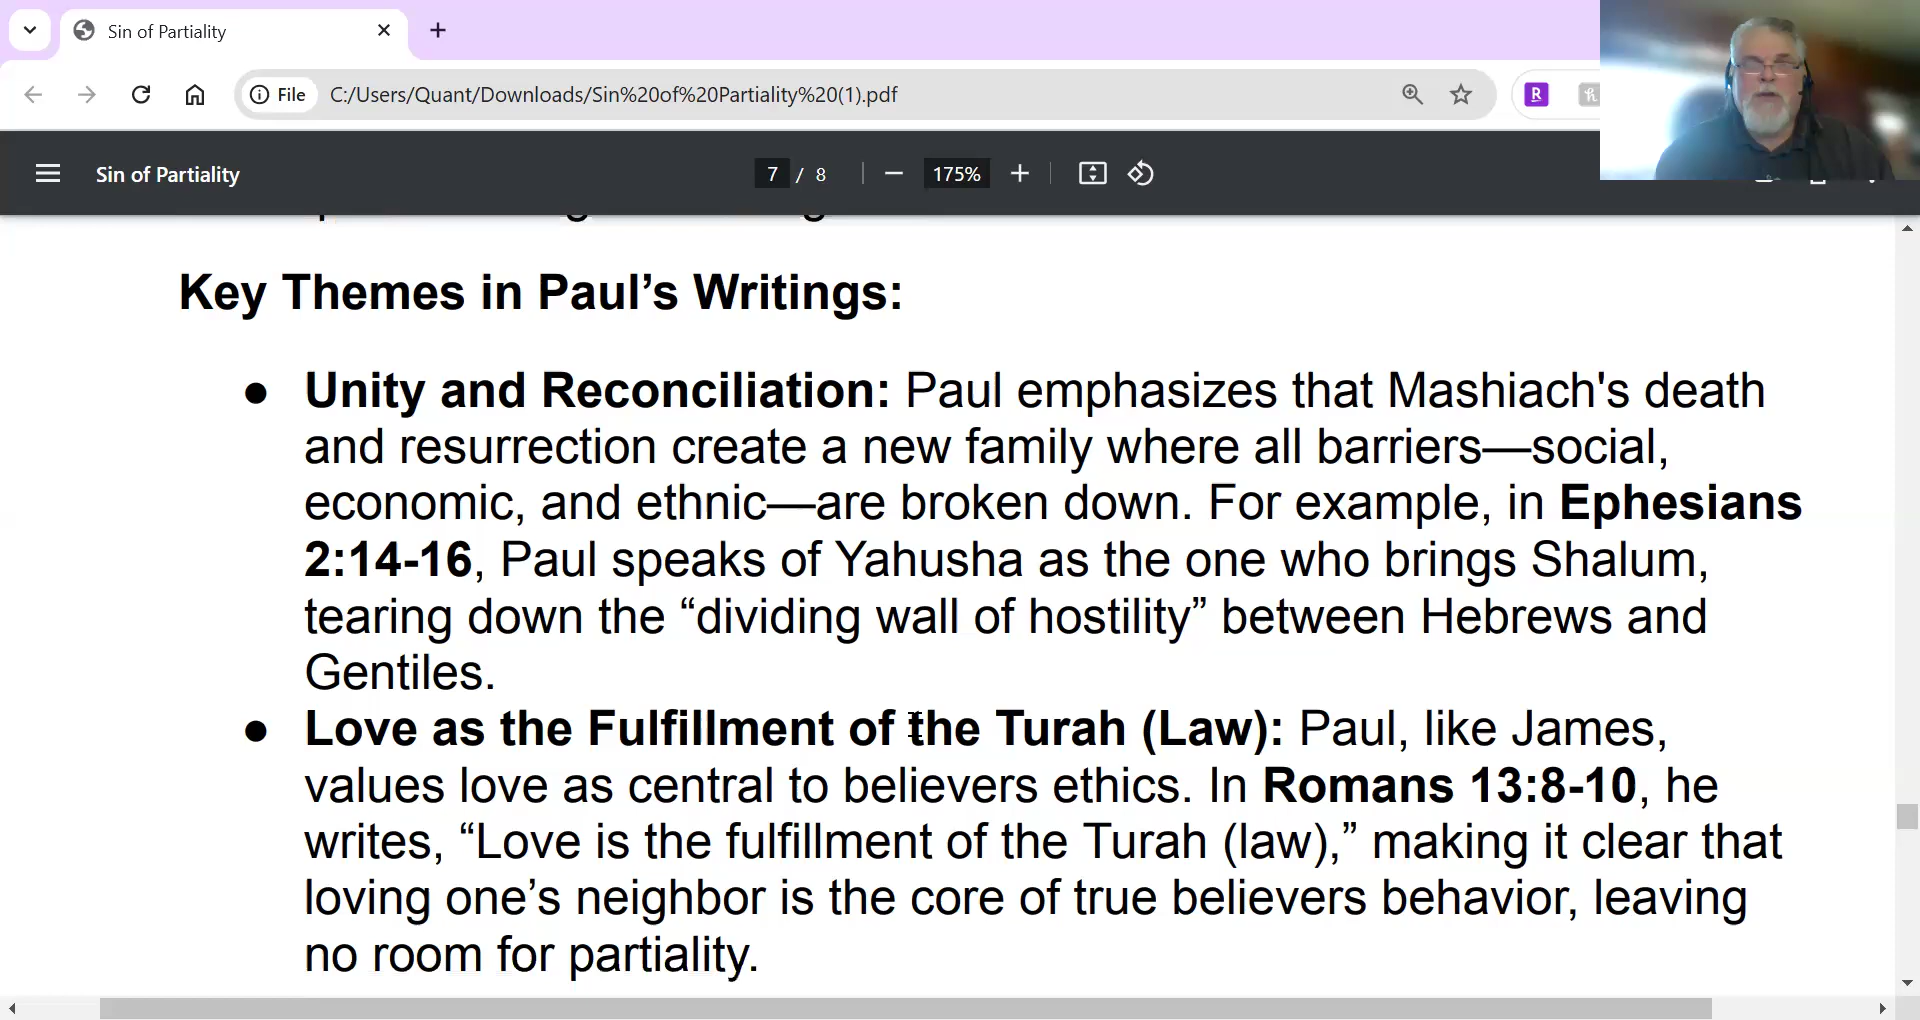 Sin of Partiality
File
C:/Users/Quant/Downloads/Sin%20of%20Partiality%20(1).pdf
R
h
Sin of Partiality
7 / 8
175%
Key Themes in Paul’s Writings:
● Unity and Reconciliation: Paul emphasizes that Mashiach's death
and resurrection create a new family where all barriers—social,
economic, and ethnic—are broken down. For example, in Ephesians
2:14-16, Paul speaks of Yahusha as the one who brings Shalum,
tearing down the “dividing wall of hostility” between Hebrews and
Gentiles.
● Love as the Fulfillment of the Turah (Law): Paul, like James,
values love as central to believers ethics. In Romans 13:8-10, he
writes, “Love is the fulfillment of the Turah (law),” making it clear that
loving one’s neighbor is the core of true believers behavior, leaving
no room for partiality.